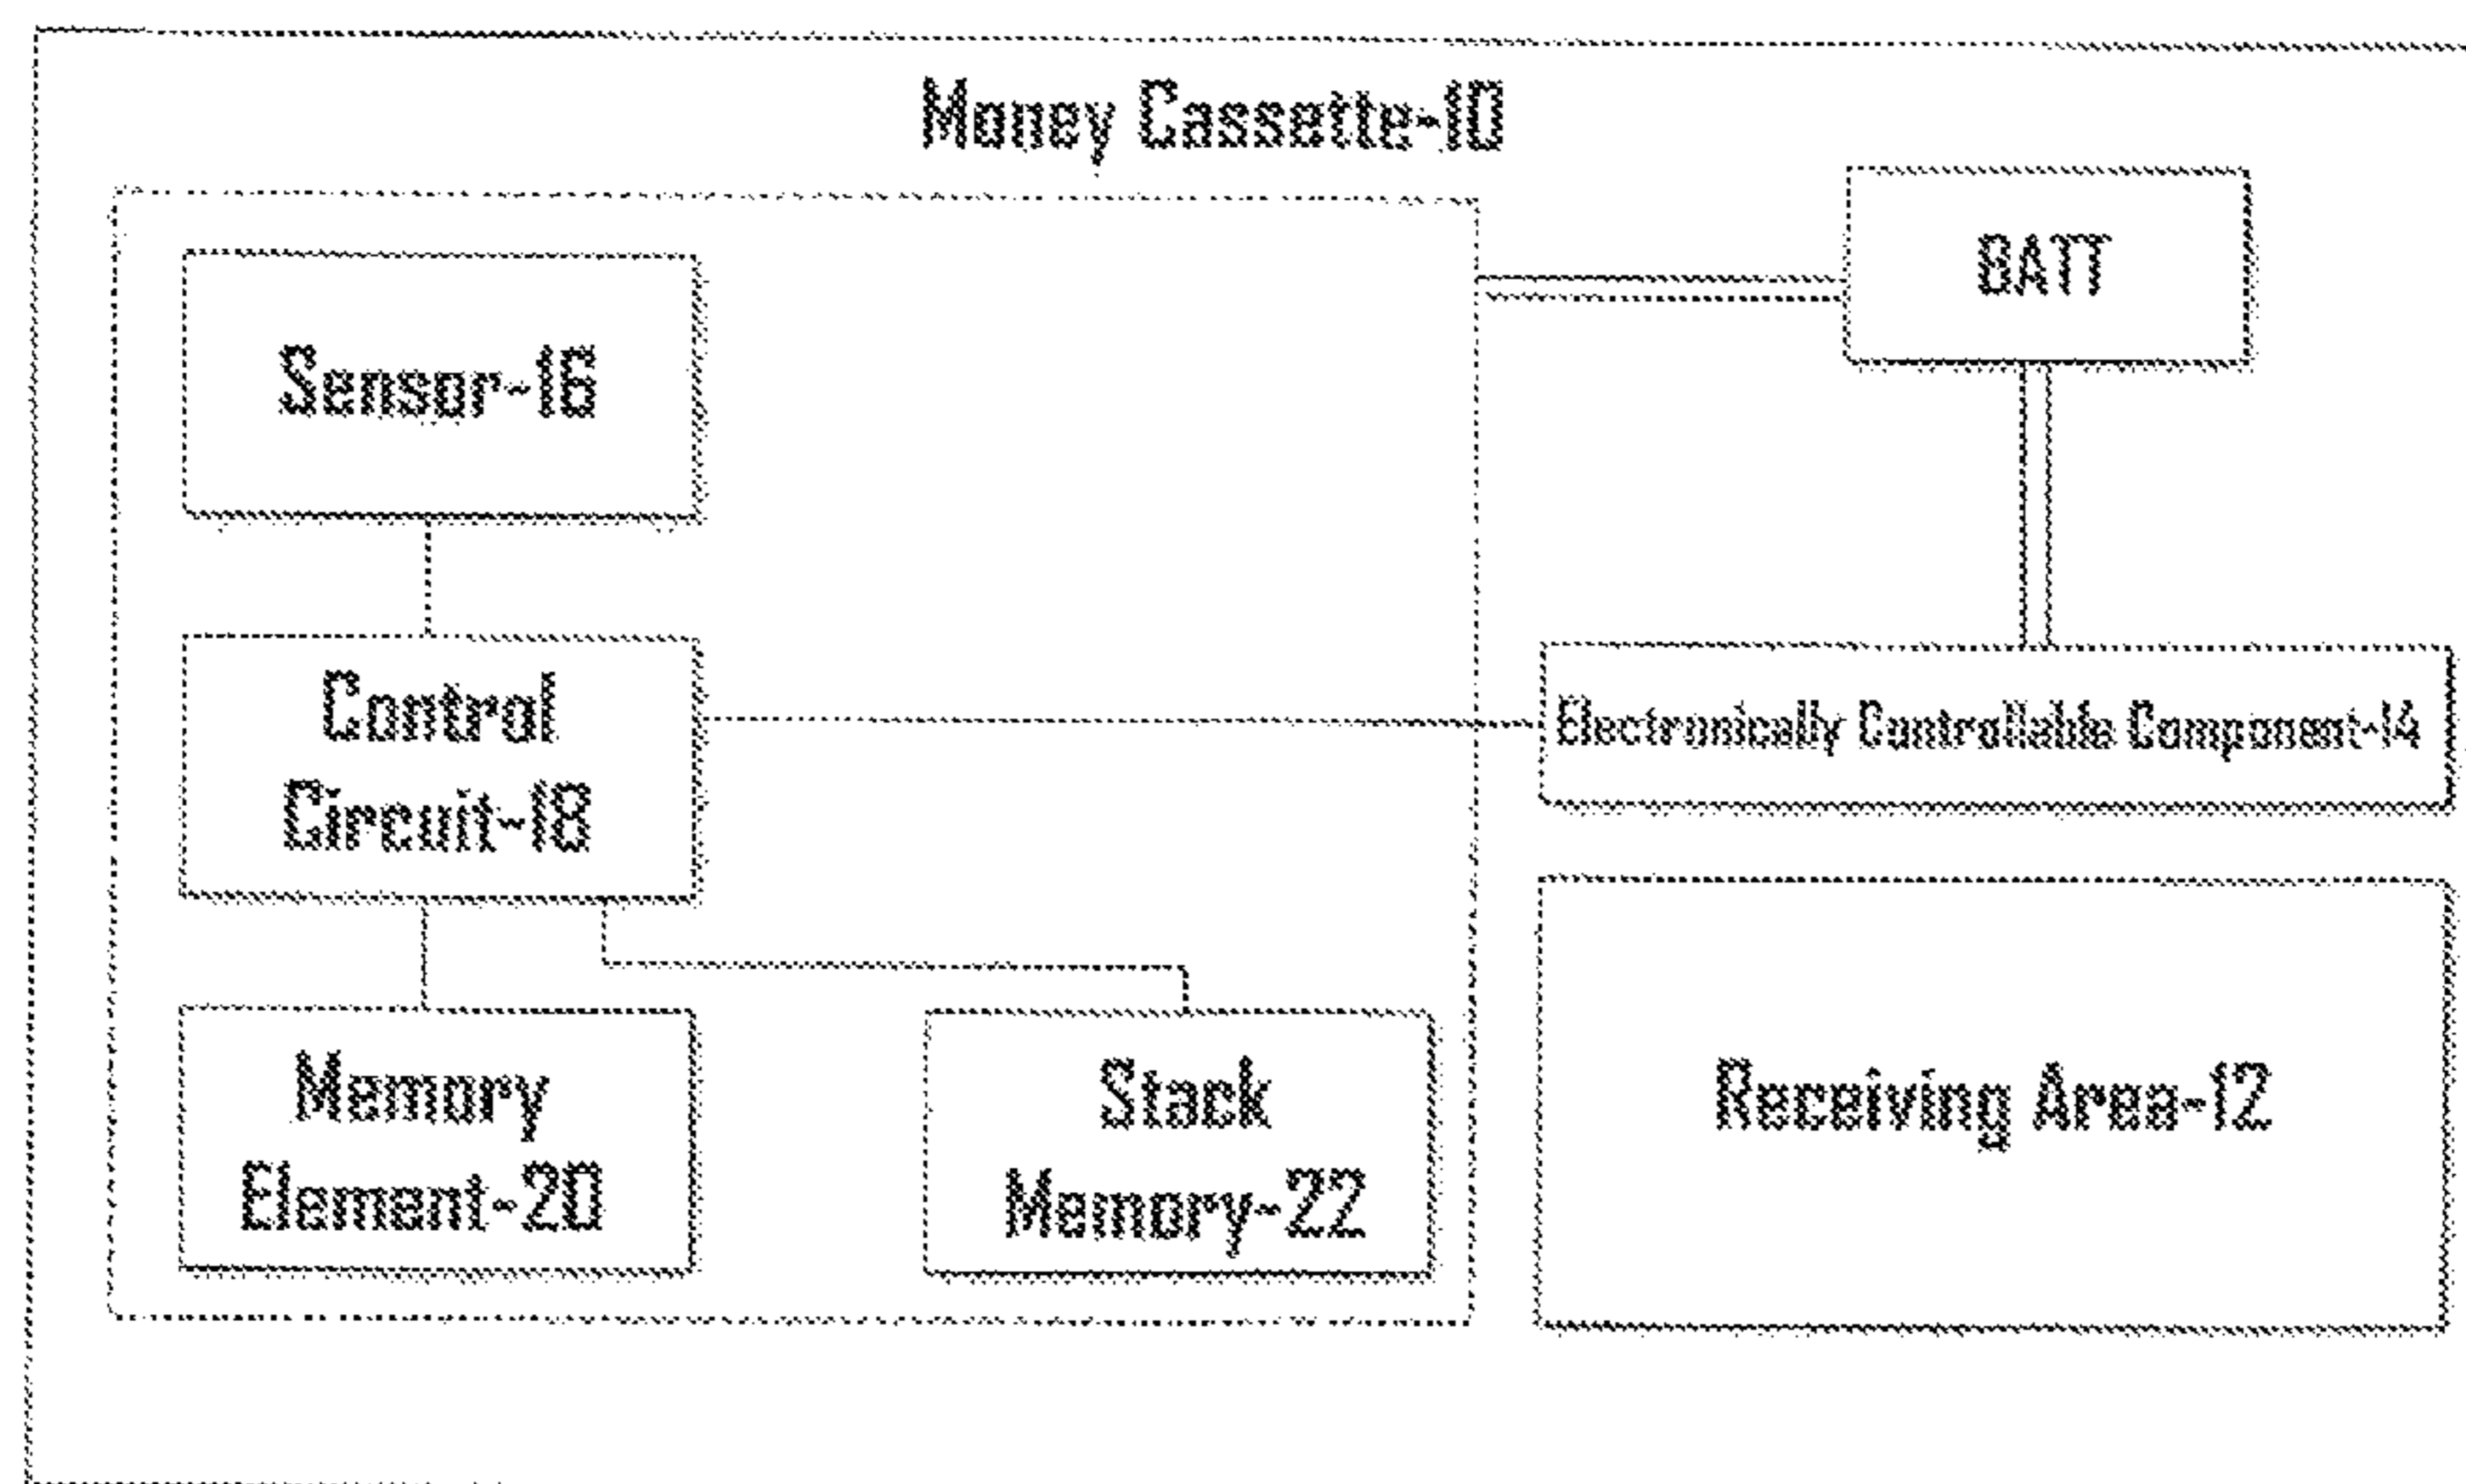 Money Cassette-10
BATT
Sensor-16
Control
Circuit-18
Electronically Controllable Component-14
Memory
Element-20
Stack
Memory-22
Receiving Area-12